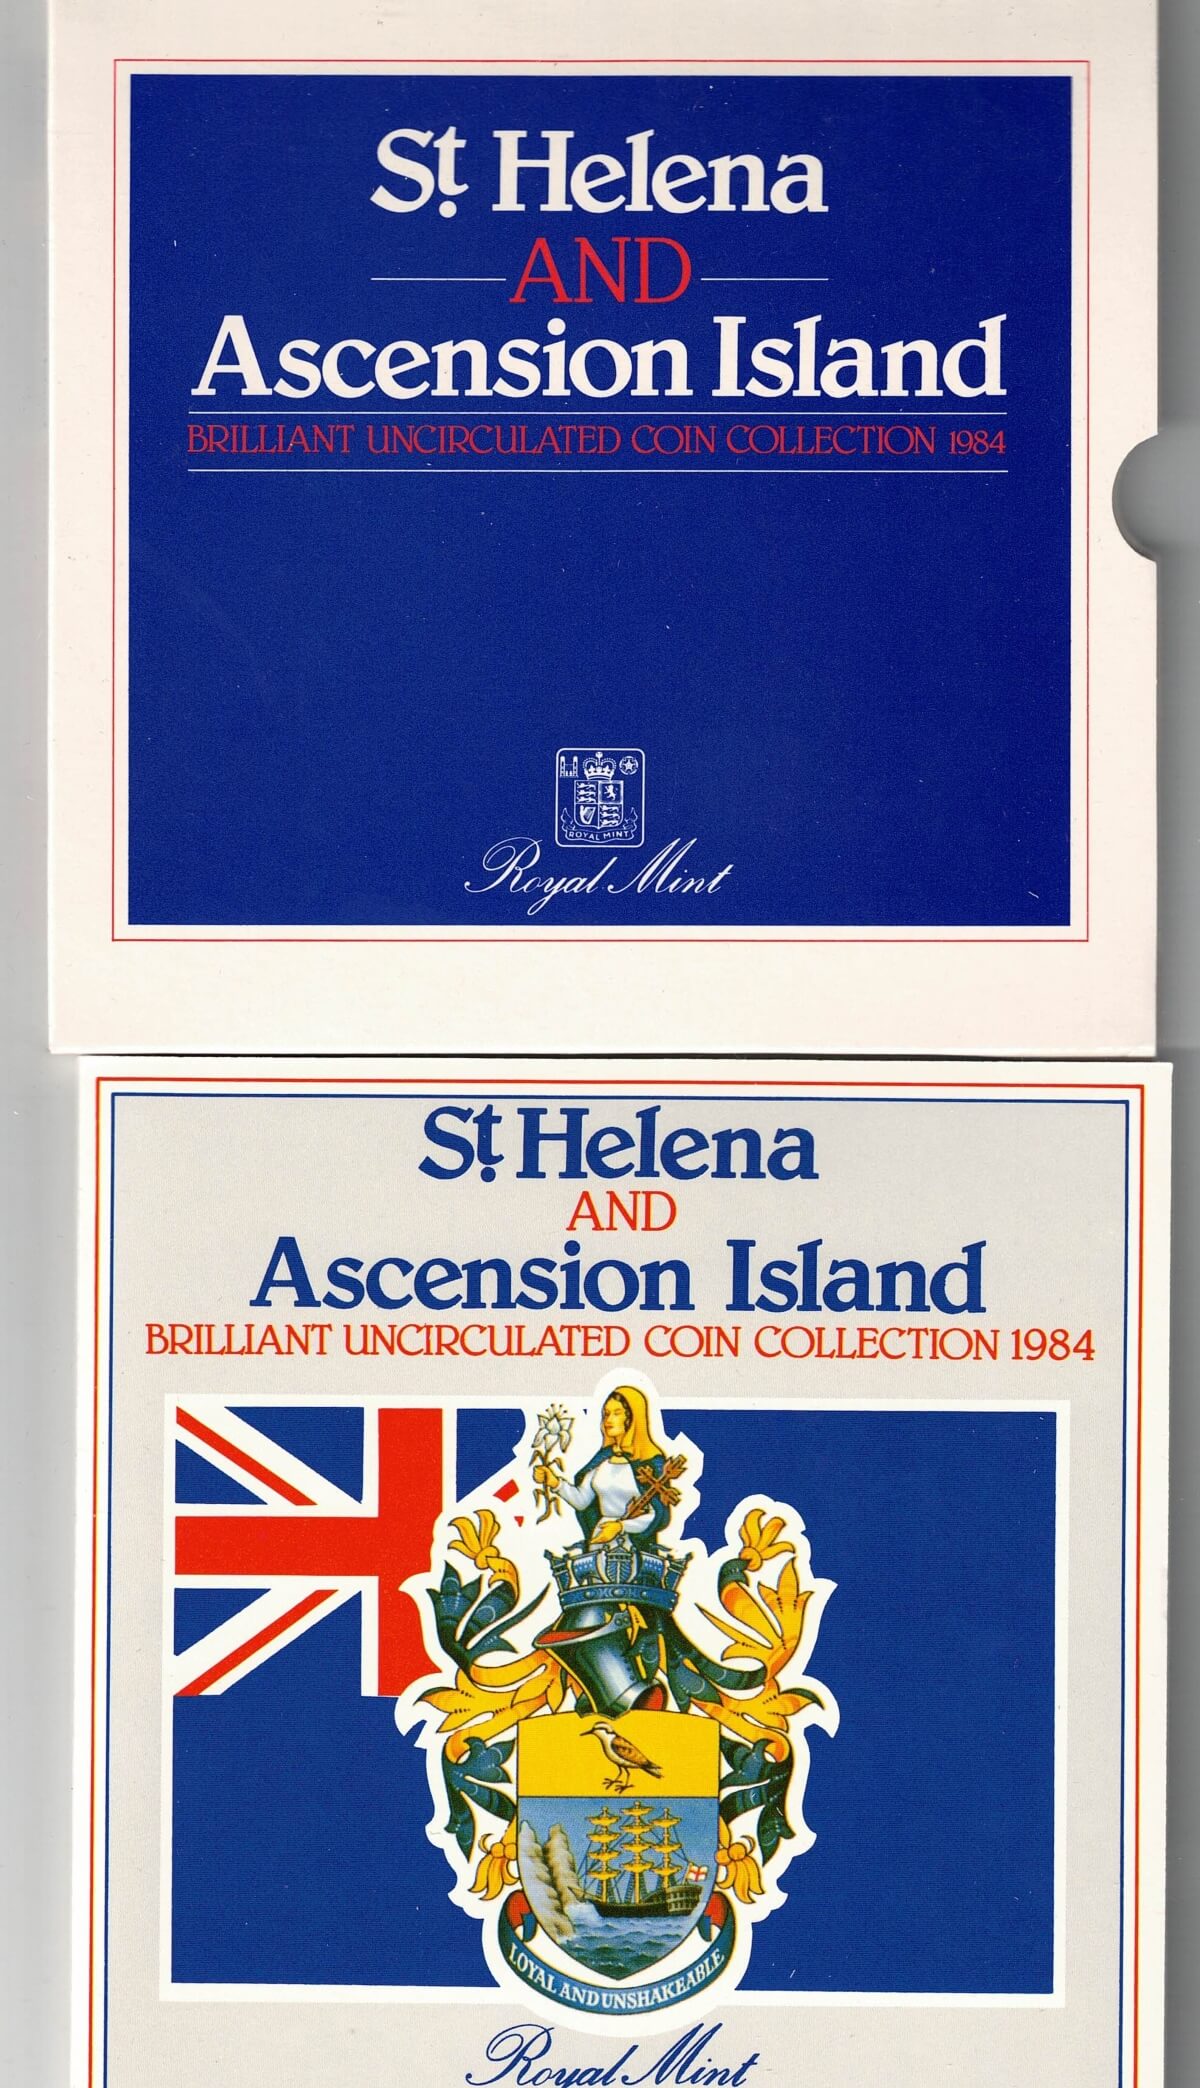 St. Helena
AND
Ascension Island
BRILLIANT UNCIRCULATED COIN COLLECTION 1984
ROYAL MINT
Royal Mint
St. Helena
AND
Ascension Island
BRILLIANT UNCIRCULATED COIN COLLECTION 1984
LOYAL AND UNSHAKEABLE
Royal Mint